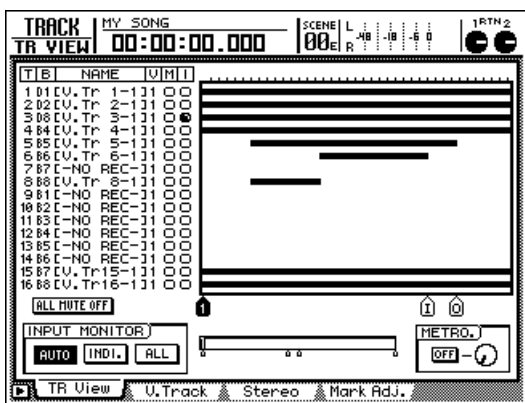 TRACK MY SONG SCENE L -48 -18 -6 0 1 RTN 2
TR VIEW 00:00:00.000 00E R
T B NAME V M I
1 D1[V.Tr 1-1]1
2 D2[V.Tr 2-1]1
3 D8[V.Tr 3-1]1
4 B4[V.Tr 4-1]1
5 B5[V.Tr 5-1]1
6 B6[V.Tr 6-1]1
7 B7[-NO REC-]1
8 B8[V.Tr 8-1]1
9 B1[-NO REC-]1
10 B2[-NO REC-]1
11 B3[-NO REC-]1
12 B4[-NO REC-]1
13 B5[-NO REC-]1
14 B6[-NO REC-]1
15 B7[V.Tr15-1]1
16 B8[V.Tr16-1]1
ALL MUTE OFF 1 I O
INPUT MONITOR METRO.
AUTO INDI. ALL OFF
TR View V.Track Stereo Mark Adj.